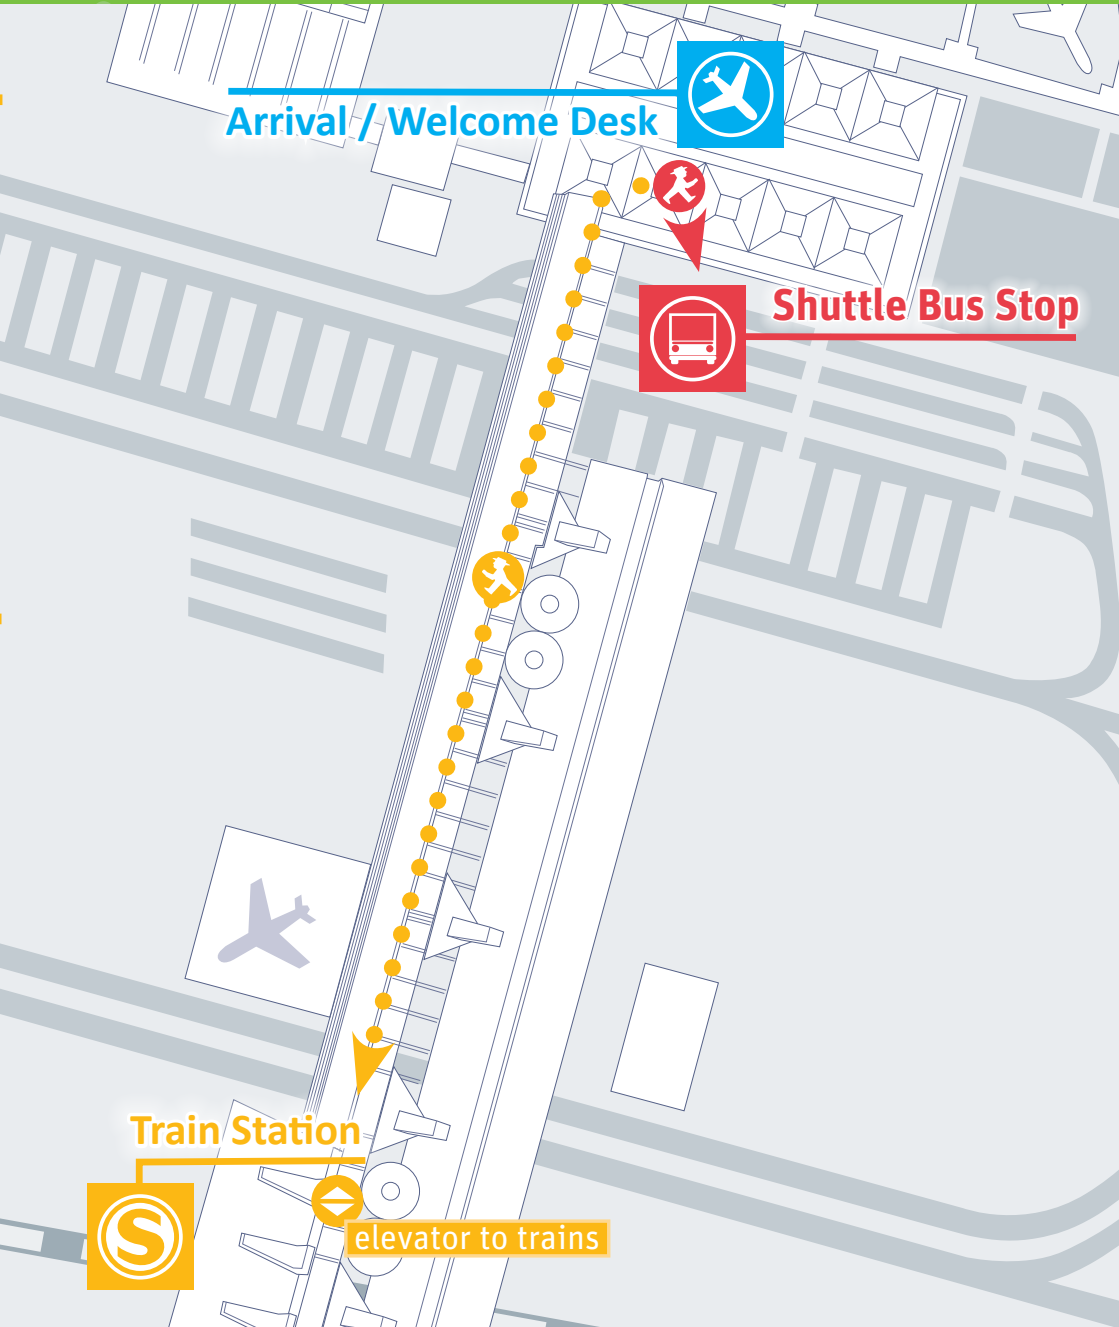 Arrival / Welcome Desk
Shuttle Bus Stop
Train Station
S
elevator to trains